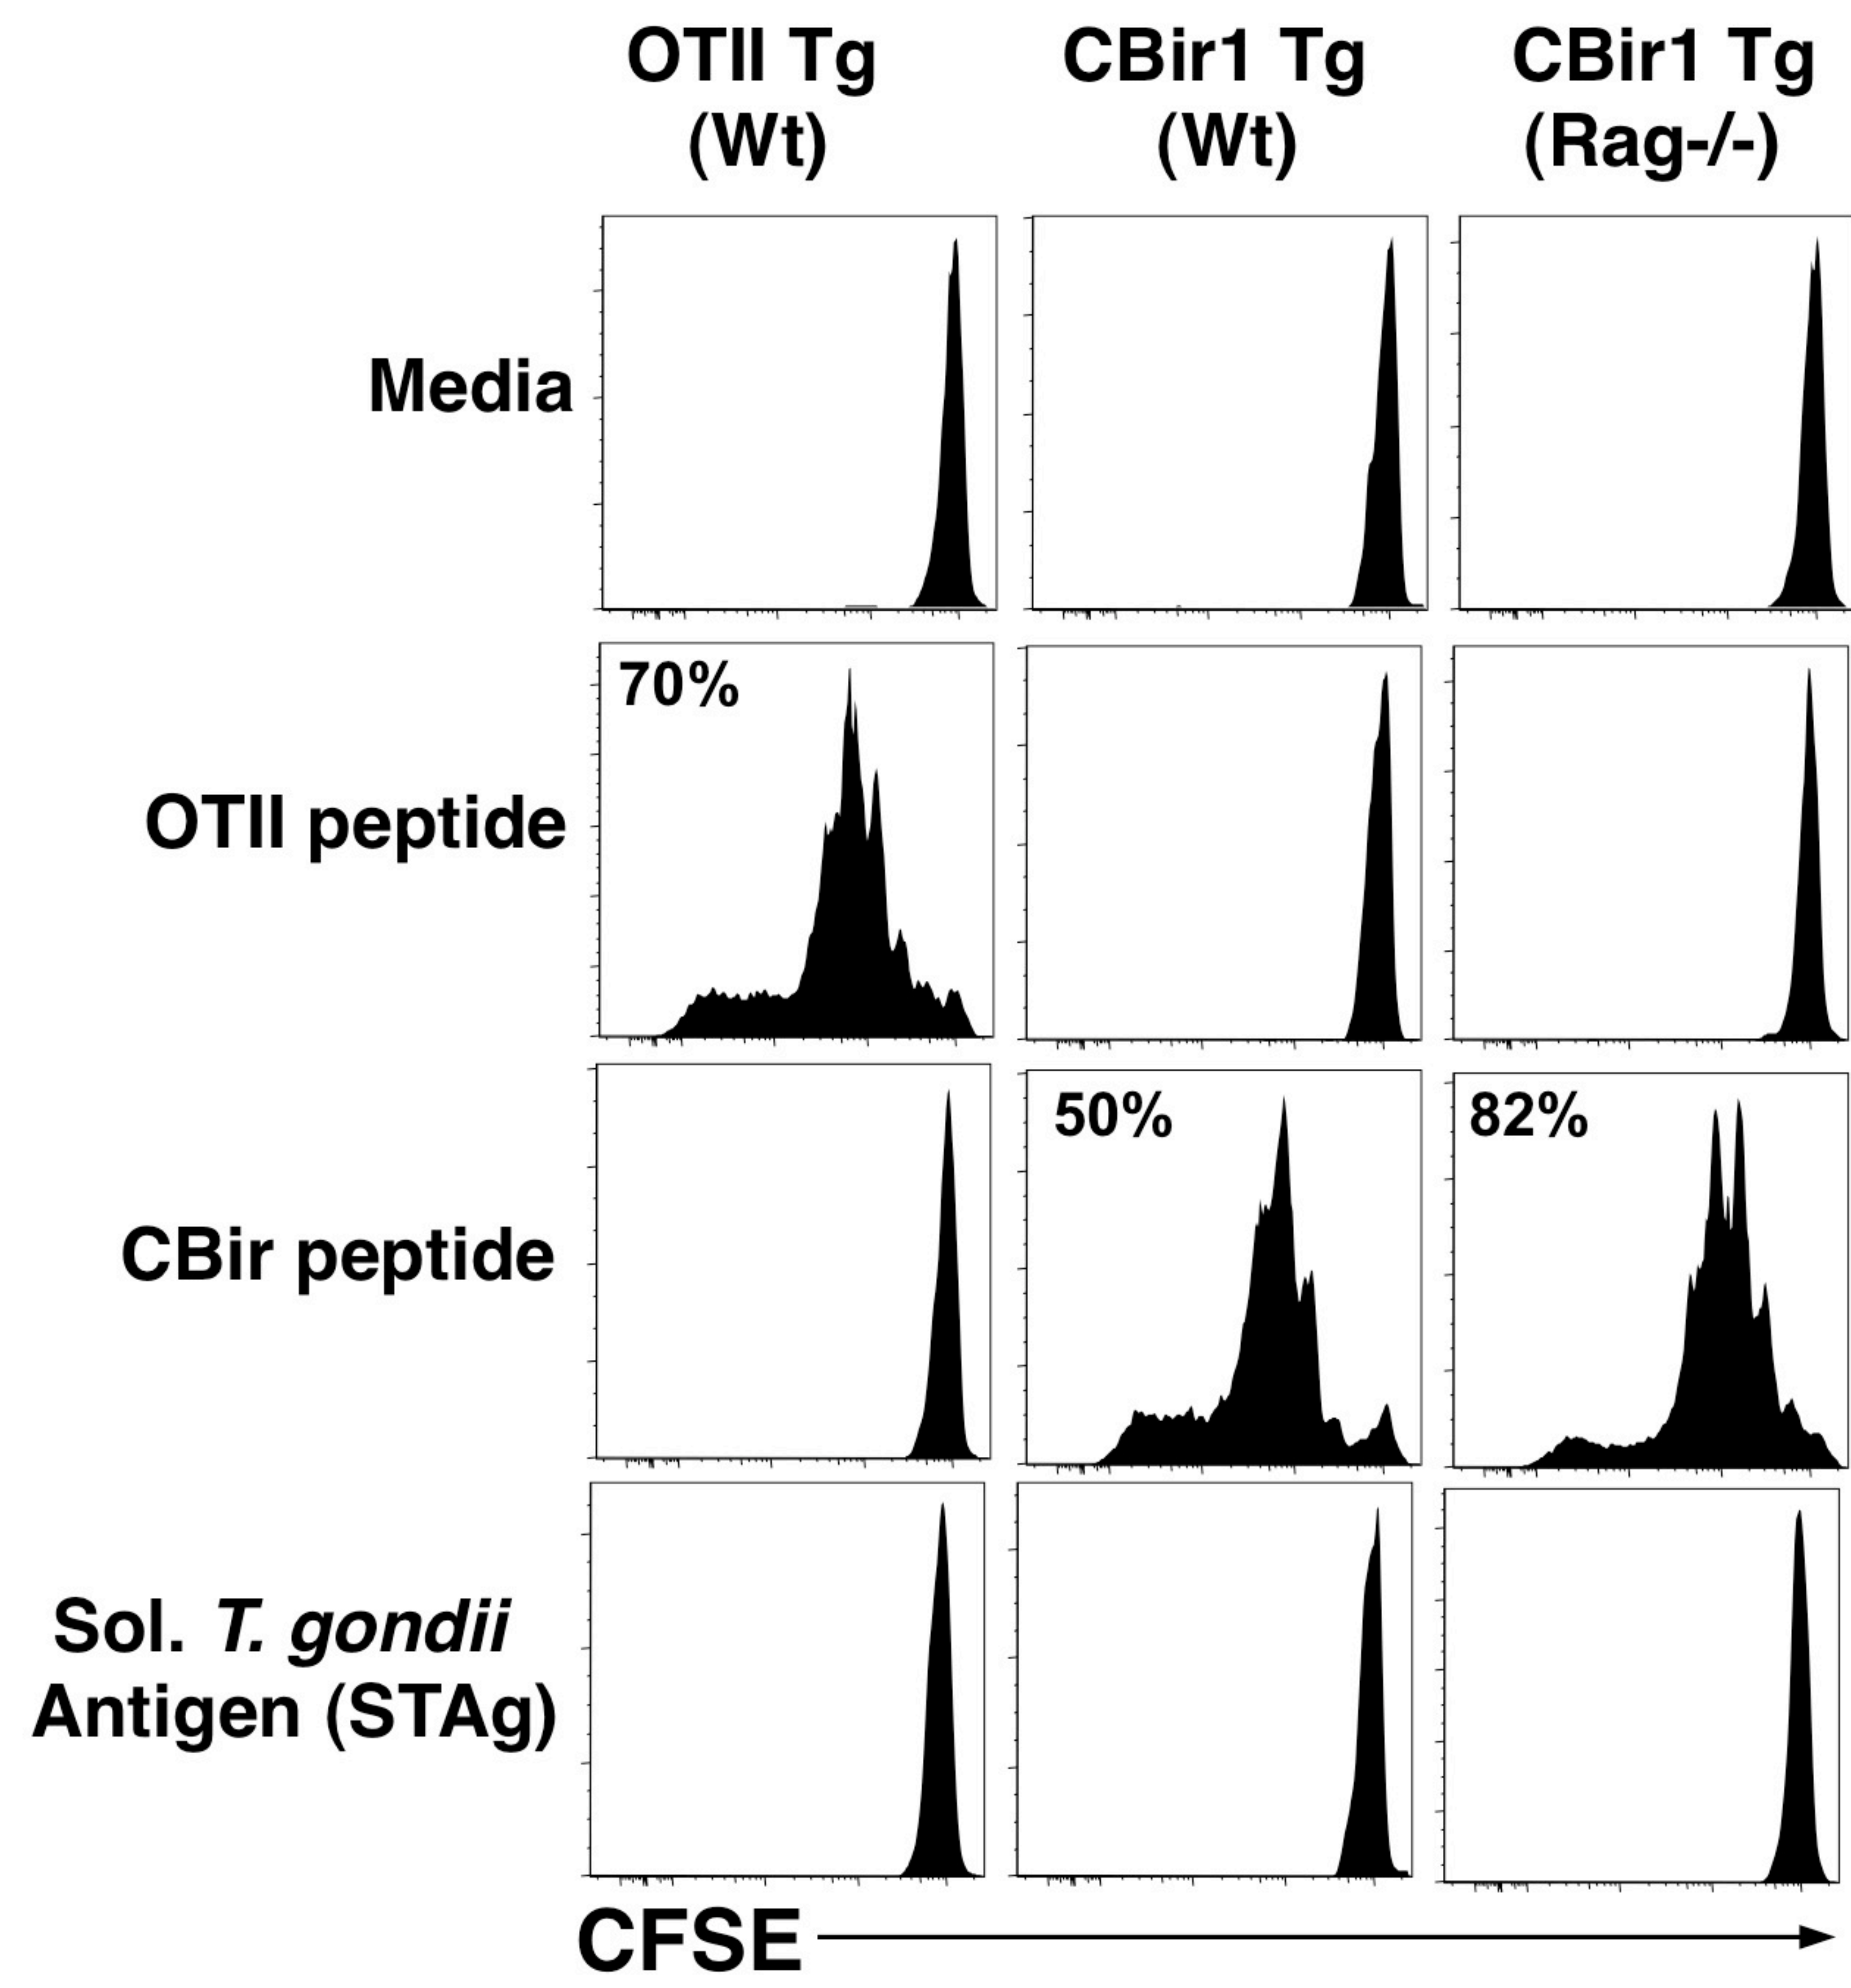 OTII Tg
(Wt)
CBir1 Tg
(Wt)
CBir1 Tg
(Rag-/-)
Media
OTII peptide
70%
CBir peptide
50%
82%
Sol. T. gondii
Antigen (STAg)
CFSE